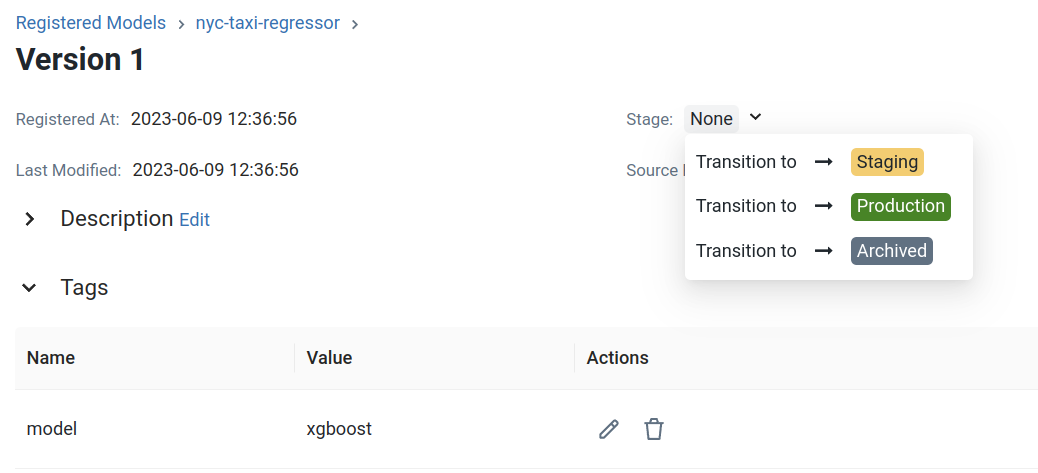 Registered Models > nyc-taxi-regressor >
Version 1
Registered At: 2023-06-09 12:36:56
Stage: None
Last Modified: 2023-06-09 12:36:56
Source
Transition to → Staging
Transition to → Production
Transition to → Archived
Description Edit
Tags
Name Value Actions
model xgboost